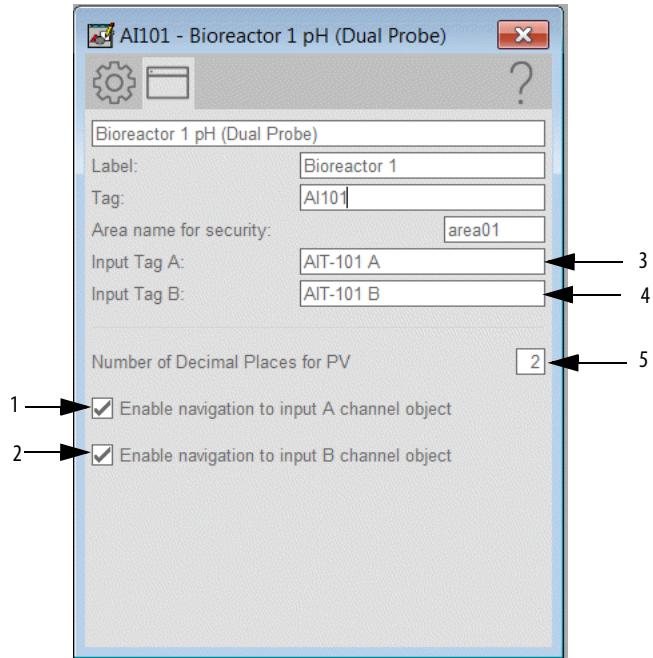 AI101 - Bioreactor 1 pH (Dual Probe)
?
Bioreactor 1 pH (Dual Probe)
Label: Bioreactor 1
Tag: AI101
Area name for security: area01
Input Tag A: AIT-101 A 3
Input Tag B: AIT-101 B 4
Number of Decimal Places for PV 2 5
1 Enable navigation to input A channel object
2 Enable navigation to input B channel object